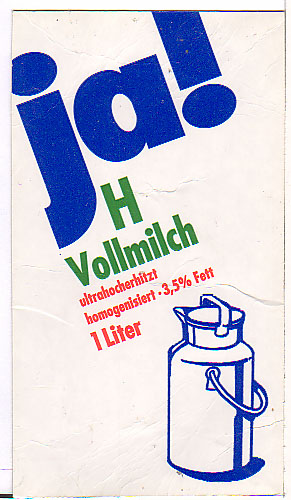 ja!
H
Vollmilch
ultrahocherhitzt
homogenisiert · 3,5% Fett
1 Liter